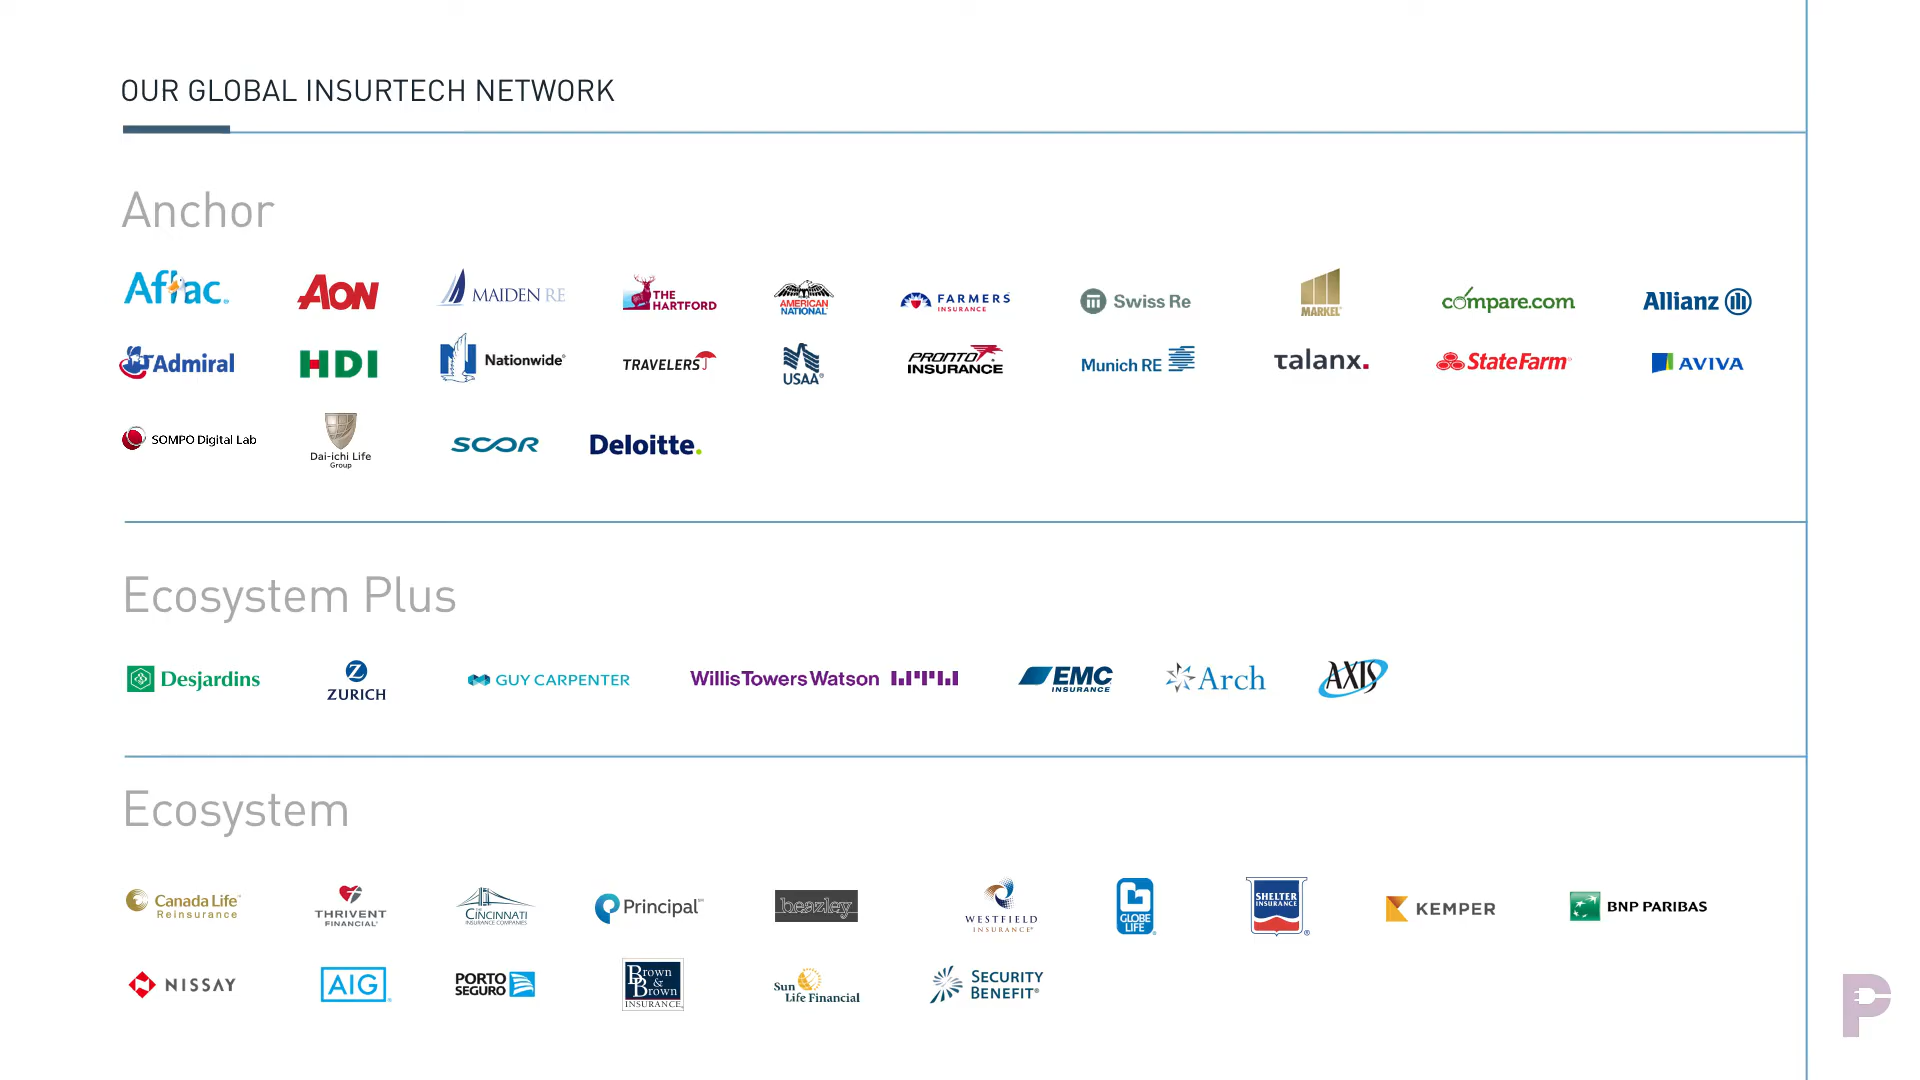 OUR GLOBAL INSURTECH NETWORK
Anchor
Aflac
AON
MAIDEN RE
THE HARTFORD
AMERICAN NATIONAL
FARMERS INSURANCE
Swiss Re
MARKEL
compare.com
Allianz
Admiral
HDI
Nationwide®
TRAVELERS
USAA®
PRONTO INSURANCE
Munich RE
talanx.
StateFarm
AVIVA
SOMPO Digital Lab
Dai-ichi Life
Group
SCOR
Deloitte.
Ecosystem Plus
Desjardins
ZURICH
GUY CARPENTER
WillisTowersWatson
EMC
INSURANCE
Arch
AXIS
Ecosystem
Canada Life
Reinsurance
THRIVENT
FINANCIAL®
THE CINCINNATI
INSURANCE COMPANIES
Principal
beazley
WESTFIELD
INSURANCE®
GLOBE LIFE
SHELTER INSURANCE®
KEMPER
BNP PARIBAS
NISSAY
AIG
PORTO SEGURO
Brown & Brown
INSURANCE
Sun Life Financial
SECURITY BENEFIT®